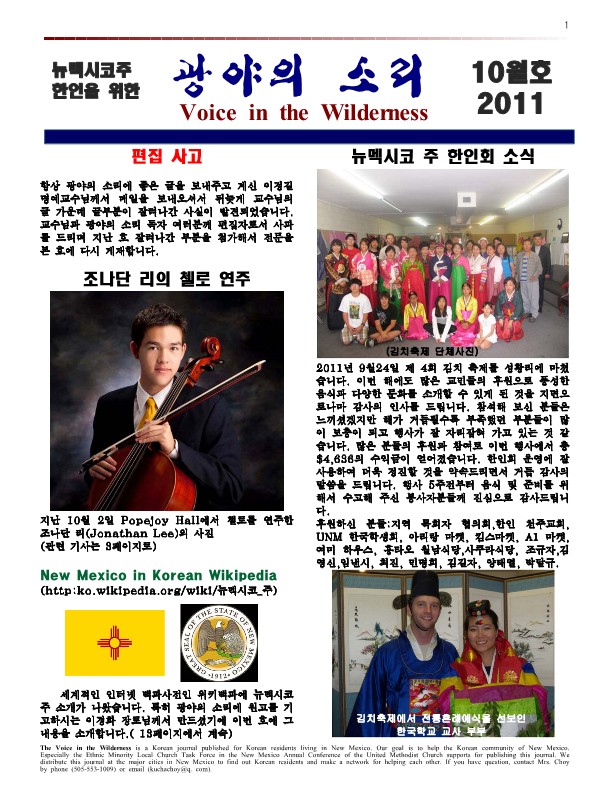 1
뉴멕시코주
한인을 위한
광야의 소리
Voice in the Wilderness
10월호
2011
편집 사고
항상 광야의 소리에 좋은 글을 보내주고 계신 이정길
명예교수님께서 메일을 보내오셔서 뒤늦게 교수님의
글 가운데 끝부분이 잘려나간 사실이 발견되었습니다.
교수님과 광야의 소리 독자 여러분께 편집자로서 사과
를 드리며 지난 호 잘려나간 부분을 첨가해서 전문을
본 호에 다시 게재합니다.
조나단 리의 첼로 연주
지난 10월 2일 Popejoy Hall에서 첼로를 연주한
조나단 리(Jonathan Lee)의 사진
(관련 기사는 3페이지로)
New Mexico in Korean Wikipedia
(http:ko.wikipedia.org/wiki/뉴멕시코_주)
GREAT SEAL OF THE STATE OF NEW MEXICO
1912
세계적인 인터넷 백과사전인 위키백과에 뉴멕시코
주 소개가 나왔습니다. 특히 광야의 소리에 원고를 기
고하시는 이경화 장로님께서 만드셨기에 이번 호에 그
내용을 소개합니다.( 13페이지에서 계속)
뉴멕시코 주 한인회 소식
(김치축제 단체사진)
2011년 9월24일 제 4회 김치 축제를 성황리에 마쳤
습니다. 이번 해에도 많은 교민들의 후원으로 풍성한
음식과 다양한 문화를 소개할 수 있게 된 것을 지면으
로나마 감사의 인사를 드립니다. 참석해 보신 분들은
느끼셨겠지만 해가 거듭될수록 부족했던 부분들이 많
이 보충이 되고 행사가 잘 자리잡혀 가고 있는 것 같
습니다. 많은 분들의 후원과 참여로 이번 행사에서 총
$4,636의 수익금이 얻어졌습니다. 한인회 운영에 잘
사용하여 더욱 정진할 것을 약속드리면서 거듭 감사의
말씀을 드립니다. 행사 5주전부터 음식 및 준비를 위
해서 수고해 주신 봉사자분들께 진심으로 감사드립니
다.
후원하신 분들:지역 목회자 협의회,한인 천주교회,
UNM 한국학생회, 아리랑 마켓, 김스마켓, A1 마켓,
여미 하우스, 흥타오 월남식당,사쿠라식당, 조규자,김
영신,임낸시, 최진, 민명희, 김길자, 양태열, 박탈규.
김치축제에서 전통혼례예식을 선보인
한국학교 교사 부부
The Voice in the Wilderness is a Korean journal published for Korean residents living in New Mexico. Our goal is to help the Korean community of New Mexico.
Especially the Ethnic Minority Local Church Task Force in the New Mexico Annual Conference of the United Methodist Church supports for publishing this journal. We
distribute this journal at the major cities in New Mexico to find out Korean residents and make a network for helping each other. If you have question, contact Mrs. Choy
by phone (505-553-1009) or email (kuchachoy@q. com).